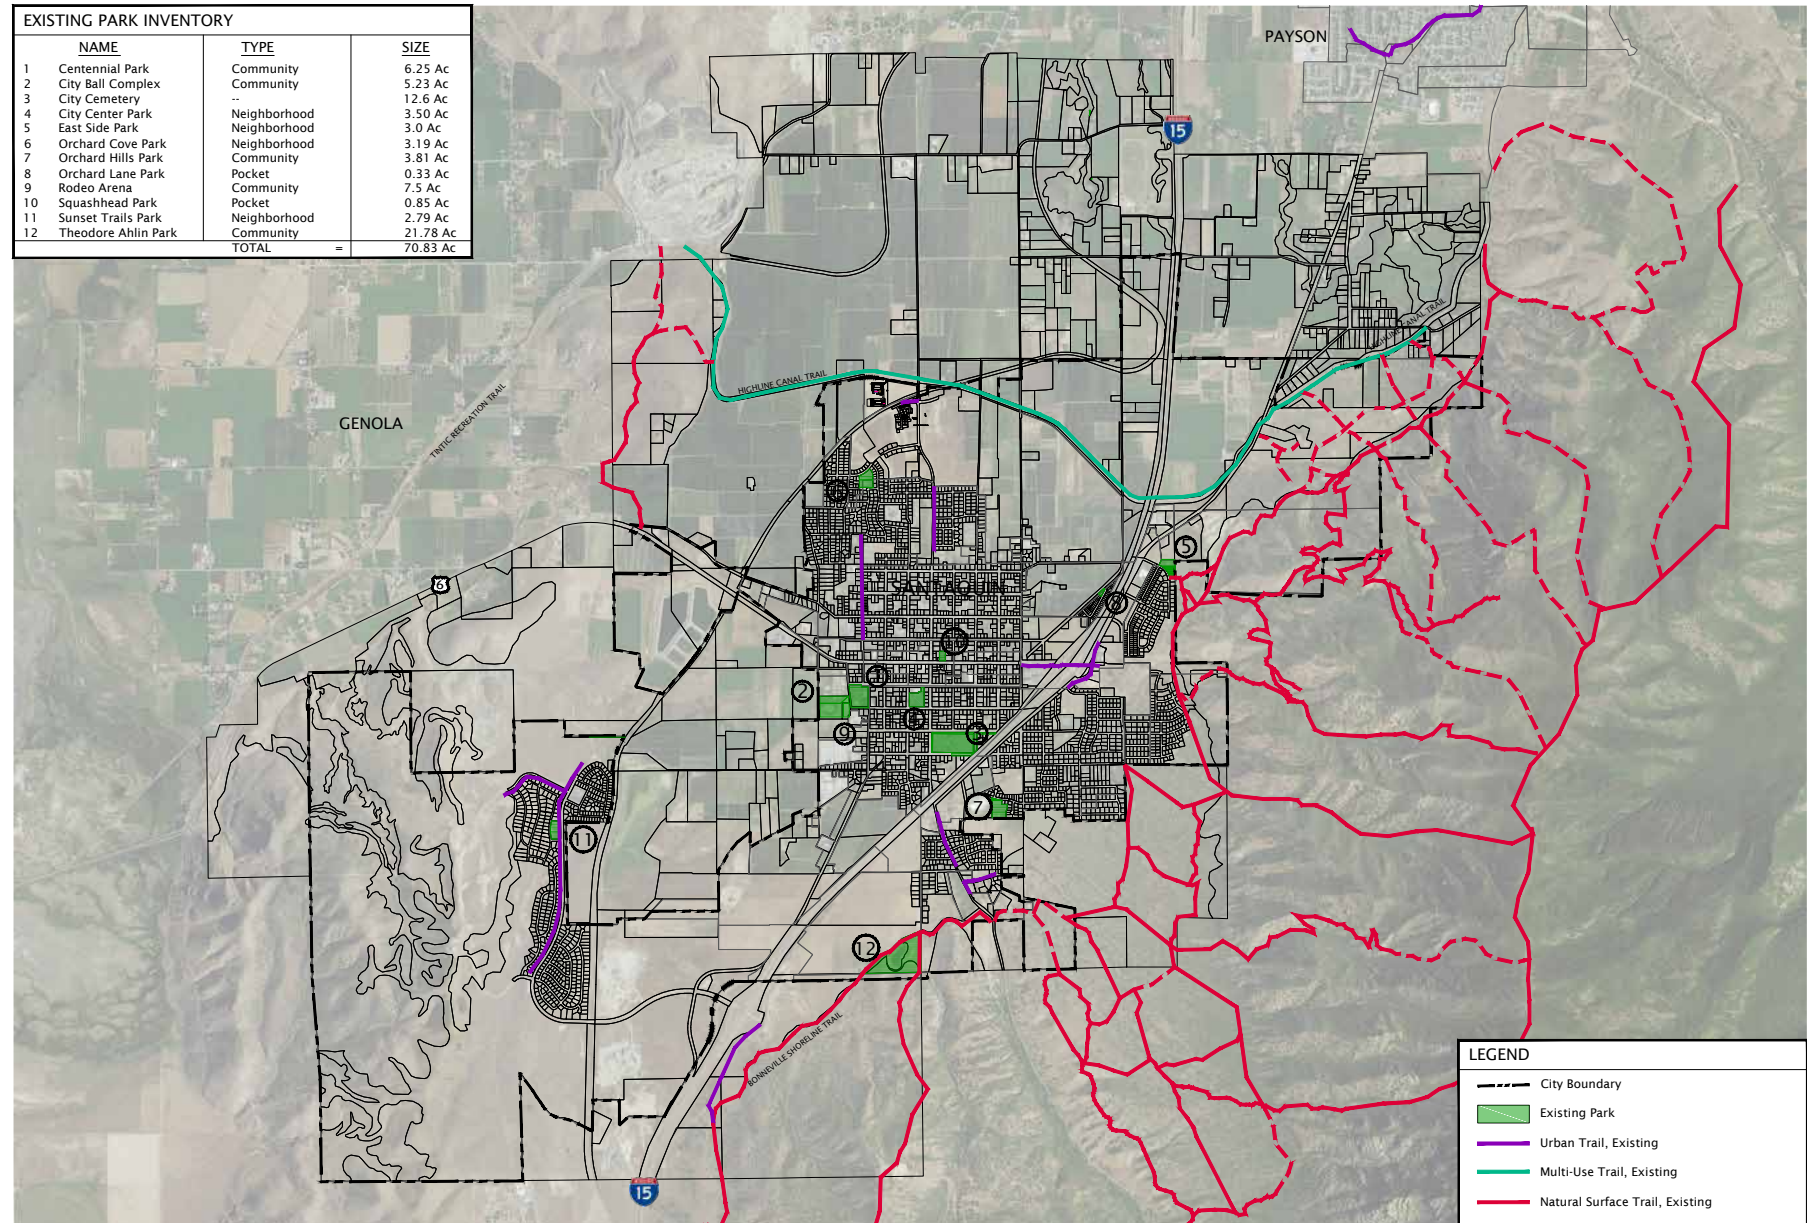 EXISTING PARK INVENTORY
NAME TYPE SIZE
1 Centennial Park Community 6.25 Ac
2 City Ball Complex Community 5.23 Ac
3 City Cemetery -- 12.6 Ac
4 City Center Park Neighborhood 3.50 Ac
5 East Side Park Neighborhood 3.0 Ac
6 Orchard Cove Park Neighborhood 3.19 Ac
7 Orchard Hills Park Community 3.81 Ac
8 Orchard Lane Park Pocket 0.33 Ac
9 Rodeo Arena Community 7.5 Ac
10 Squashhead Park Pocket 0.85 Ac
11 Sunset Trails Park Neighborhood 2.79 Ac
12 Theodore Ahlin Park Community 21.78 Ac
TOTAL = 70.83 Ac
PAYSON
15
HIGHLINE CANAL TRAIL
HIGHLINE CANAL TRAIL
GENOLA
TINTIC RECREATION TRAIL
5
6
SANTAQUIN
10
1
2
4
9
3
7
11
12
BONNEVILLE SHORELINE TRAIL
15
LEGEND
City Boundary
Existing Park
Urban Trail, Existing
Multi-Use Trail, Existing
Natural Surface Trail, Existing